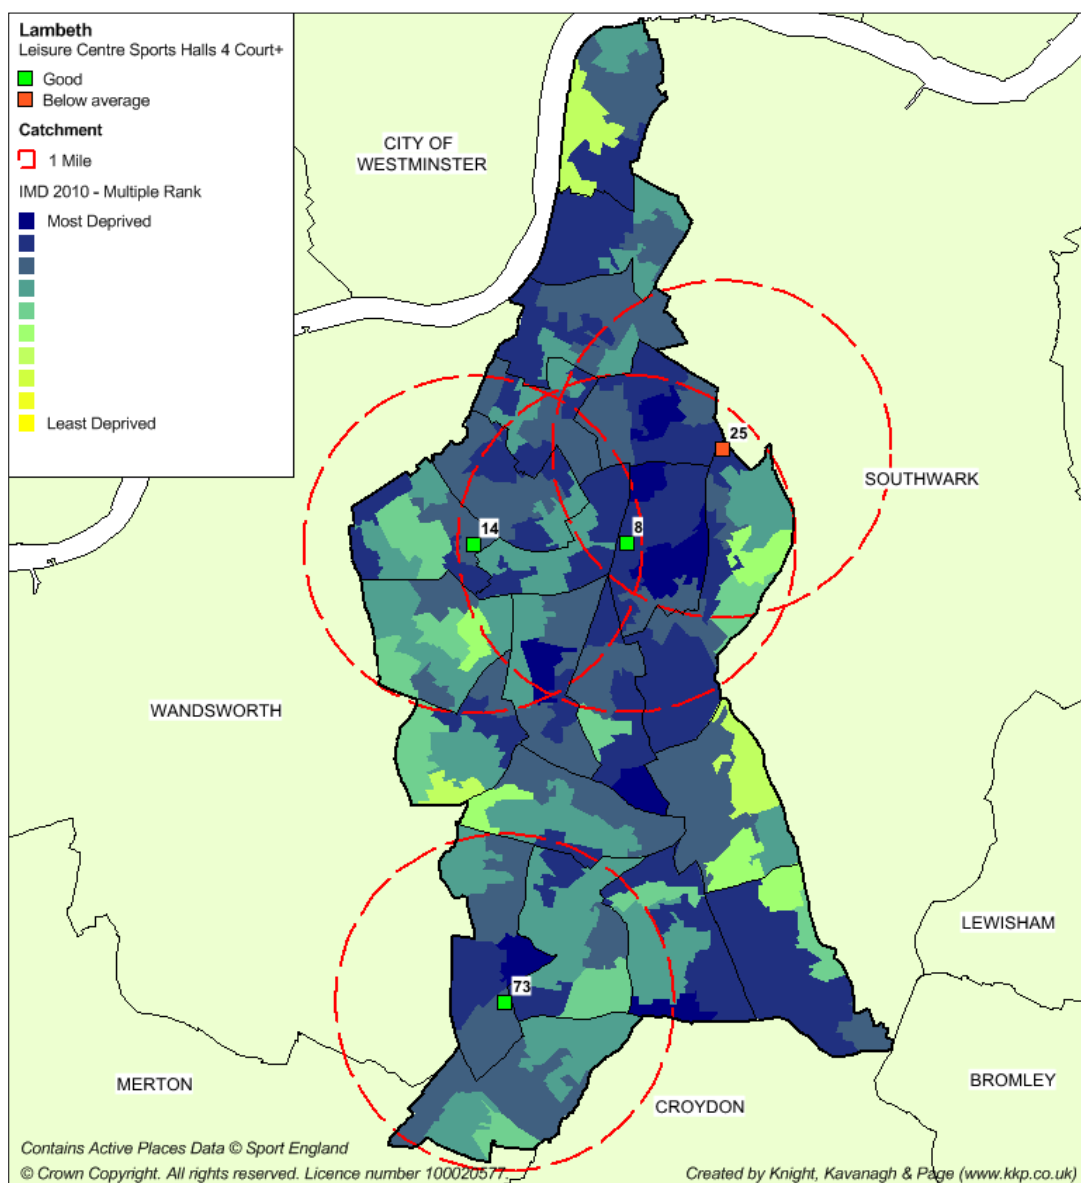 Lambeth
Leisure Centre Sports Halls 4 Court+
Good
Below average
Catchment
1 Mile
IMD 2010 - Multiple Rank
Most Deprived
Least Deprived
CITY OF
WESTMINSTER
25
SOUTHWARK
14
8
WANDSWORTH
LEWISHAM
73
MERTON
BROMLEY
CROYDON
Contains Active Places Data © Sport England
© Crown Copyright. All rights reserved. Licence number 100020577.
Created by Knight, Kavanagh & Page (www.kkp.co.uk)